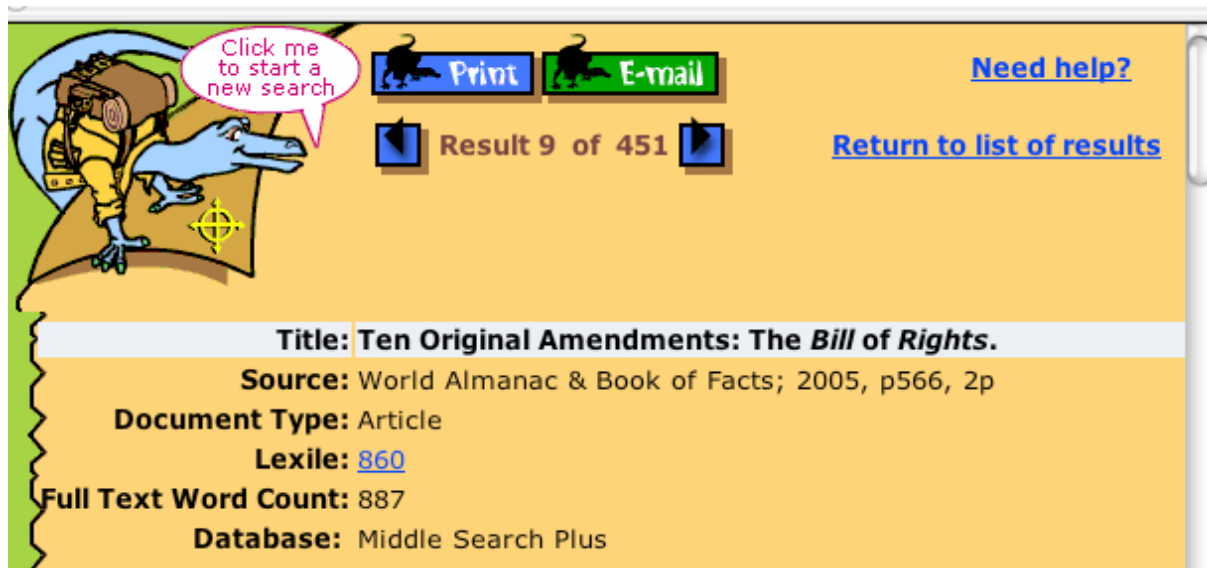 Click me
to start a
new search
Print
E-mail
Need help?
Result 9 of 451
Return to list of results
Title: Ten Original Amendments: The Bill of Rights.
Source: World Almanac & Book of Facts; 2005, p566, 2p
Document Type: Article
Lexile: 860
Full Text Word Count: 887
Database: Middle Search Plus